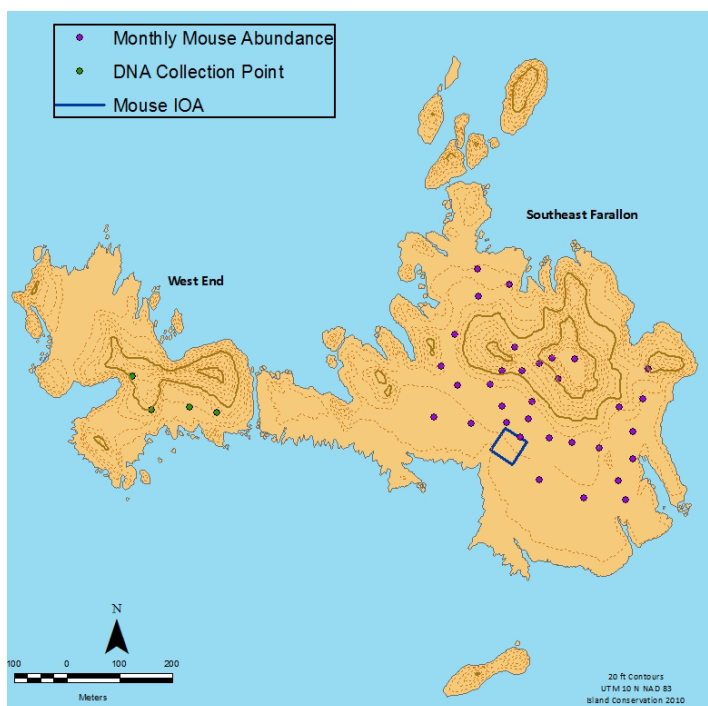 Monthly Mouse Abundance
DNA Collection Point
Mouse IOA
Southeast Farallon
West End
N
100 0 100 200
Meters
20 ft Contours
UTM 10 N NAD 83
Island Conservation 2010